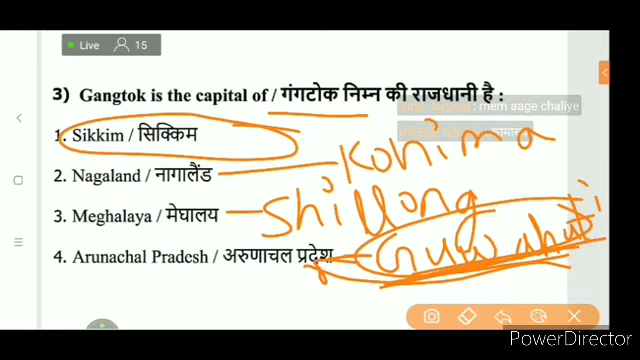 Live 15
3) Gangtok is the capital of / गंगटोक निम्न की राजधानी है :
mem aage chaliye
1. Sikkim / सिक्किम
2. Nagaland / नागालैंड Kohima
3. Meghalaya / मेघालय Shillong
4. Arunachal Pradesh / अरुणाचल प्रदेश Guwahati
PowerDirector